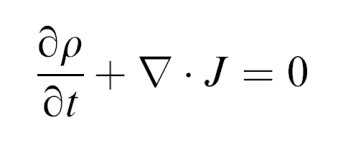 ∂ρ/∂t + ∇ · J = 0